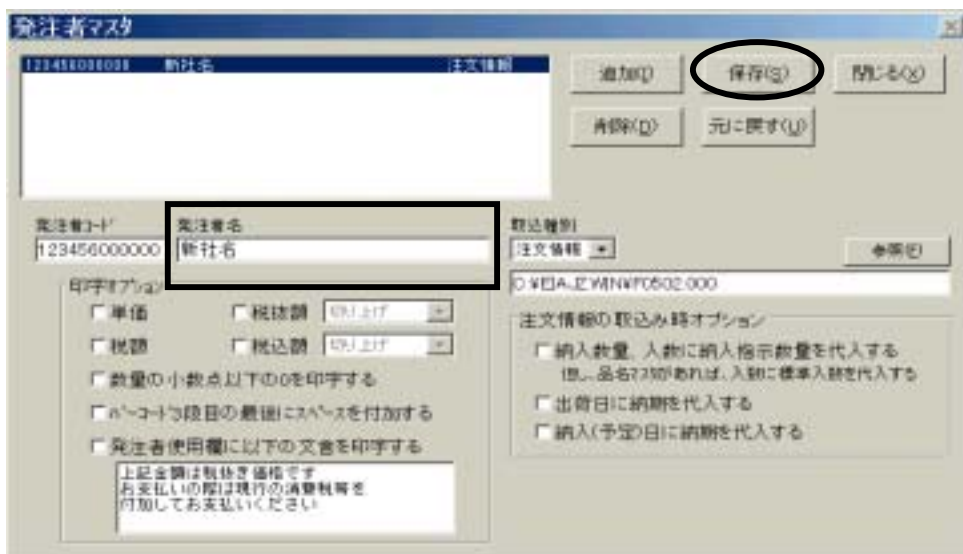 発注者マスタ
123456000000 新社名 注文情報
追加(I) 保存(S) 閉じる(X)
削除(D) 元に戻す(U)
発注者コード 発注者名 取込種別
123456000000 新社名 注文情報 参照(F)
印字オプション
単価 税抜額 切り上げ
税額 税込額 切り上げ
数量の小数点以下の0を印字する
バーコード3段目の最後にスペースを付加する
発注者使用欄に以下の文言を印字する
上記金額は税抜き価格です
お支払いの際は現行の消費税等を
付加してお支払いください
注文情報の取込み時オプション
納入数量、入数に納入指示数量を代入する
但し、品名マスタがあれば、入数に標準入数を代入する
出荷日に納期を代入する
納入(予定)日に納期を代入する